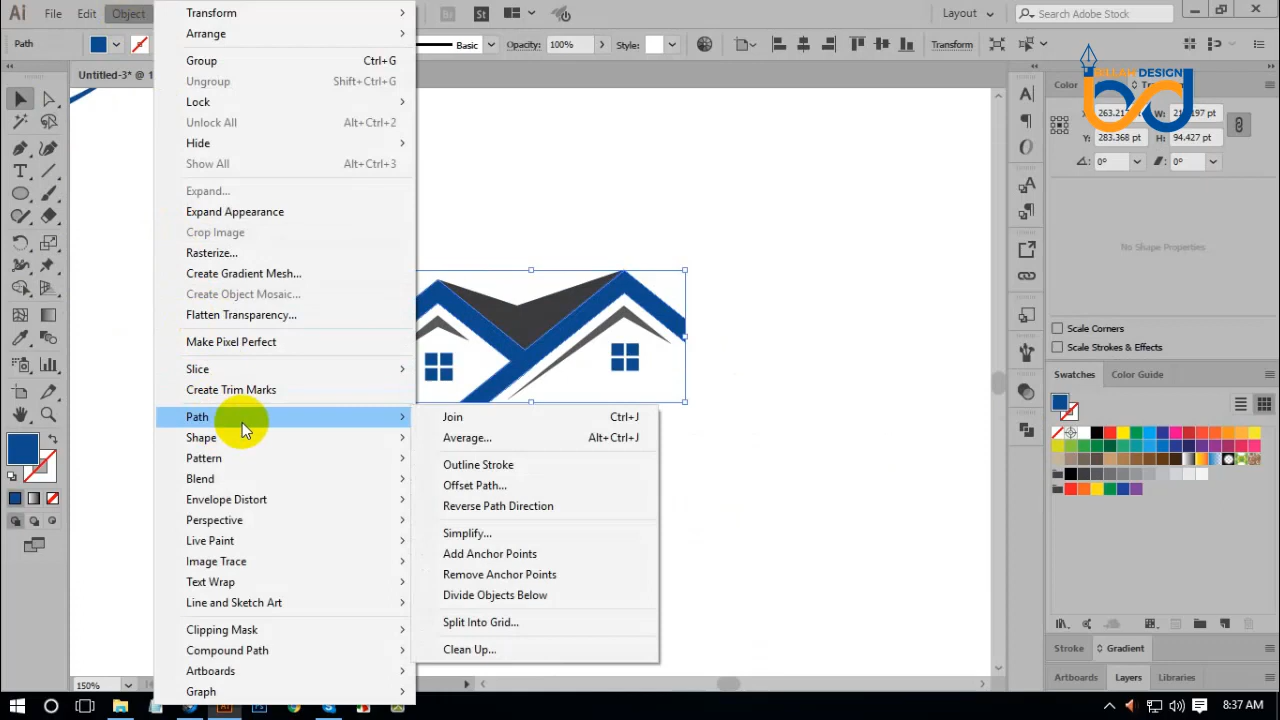 Ai File Edit Object
Br St Layout Search Adobe Stock
Path Basic Opacity: 100% Style: Transform
Untitled-3* @ 1
Transform
Arrange
Group Ctrl+G
Ungroup Shift+Ctrl+G
Lock
Unlock All Alt+Ctrl+2
Hide
Show All Alt+Ctrl+3
Expand...
Expand Appearance
Crop Image
Rasterize...
Create Gradient Mesh...
Create Object Mosaic...
Flatten Transparency...
Make Pixel Perfect
Slice
Create Trim Marks
Path
Shape
Pattern
Blend
Envelope Distort
Perspective
Live Paint
Image Trace
Text Wrap
Line and Sketch Art
Clipping Mask
Compound Path
Artboards
Graph
Join Ctrl+J
Average... Alt+Ctrl+J
Outline Stroke
Offset Path...
Reverse Path Direction
Simplify...
Add Anchor Points
Remove Anchor Points
Divide Objects Below
Split Into Grid...
Clean Up...
DESIGN
Color
X: W:
Y: 283.368 pt H: 94.427 pt
0° 0°
No Shape Properties
Scale Corners
Scale Strokes & Effects
Swatches Color Guide
Stroke Gradient
Artboards Layers Libraries
150%
8:37 AM